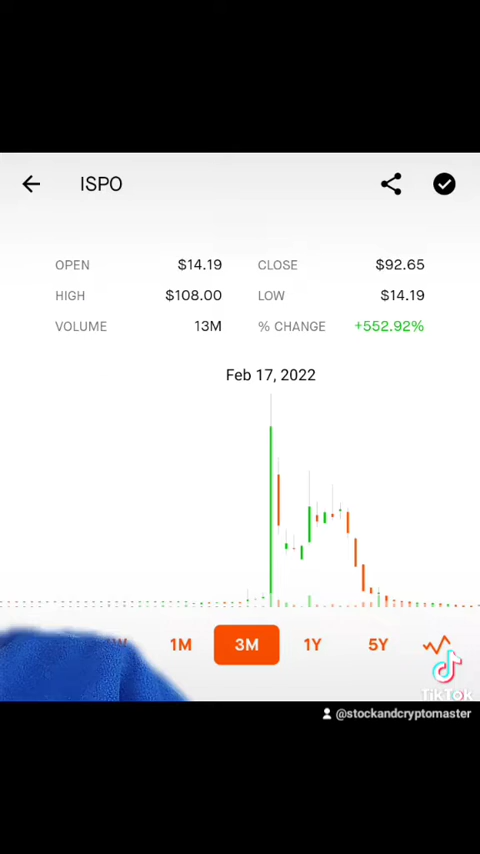 ISPO
OPEN $14.19 CLOSE $92.65
HIGH $108.00 LOW $14.19
VOLUME 13M % CHANGE +552.92%
Feb 17, 2022
1M 3M 1Y 5Y
TikTok
@stockandcryptomaster